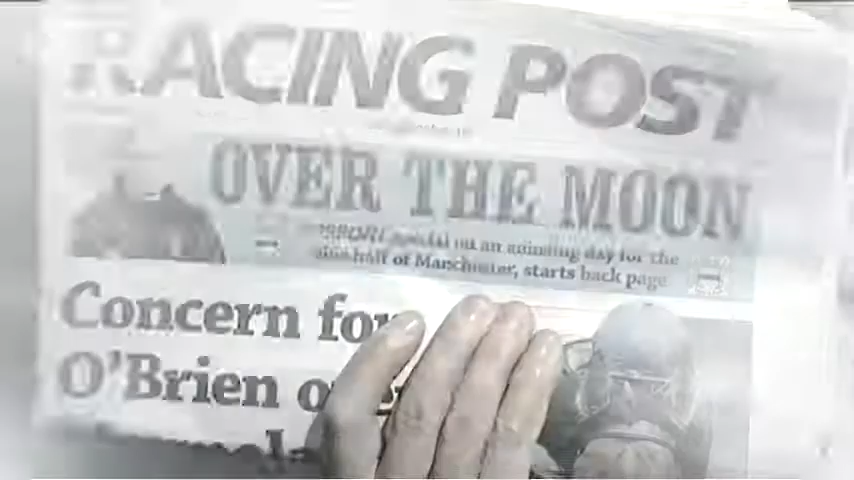 RACING POST
OVER THE MOON
special on an amazing day for the
half of Manchester, starts back page
Concern for
O'Brien